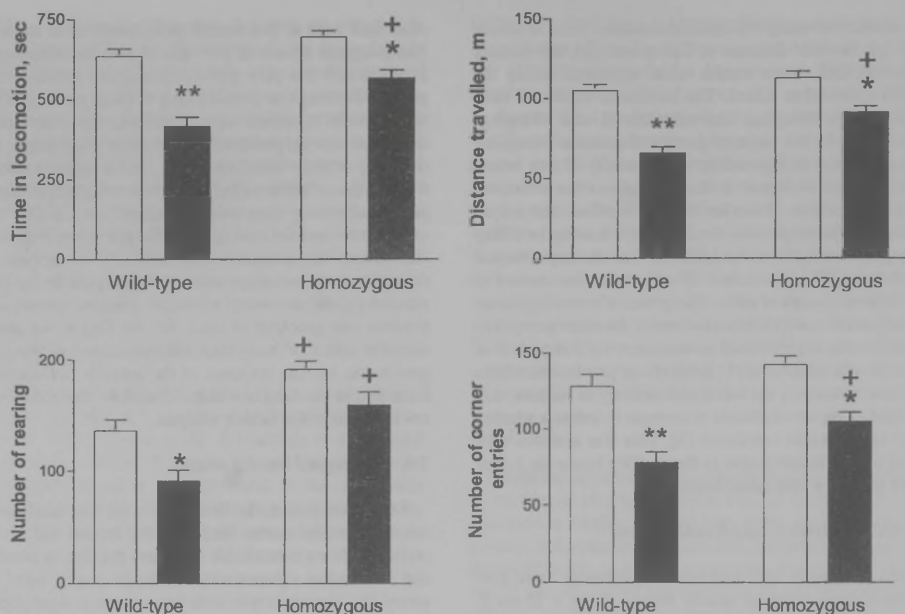 Time in locomotion, sec
750
500
250
0
**
+
*
Wild-type
Homozygous
Distance travelled, m
150
100
50
0
**
+
*
Wild-type
Homozygous
Number of rearing
200
100
0
*
+
+
Wild-type
Homozygous
Number of corner
entries
150
100
50
0
**
+
*
Wild-type
Homozygous